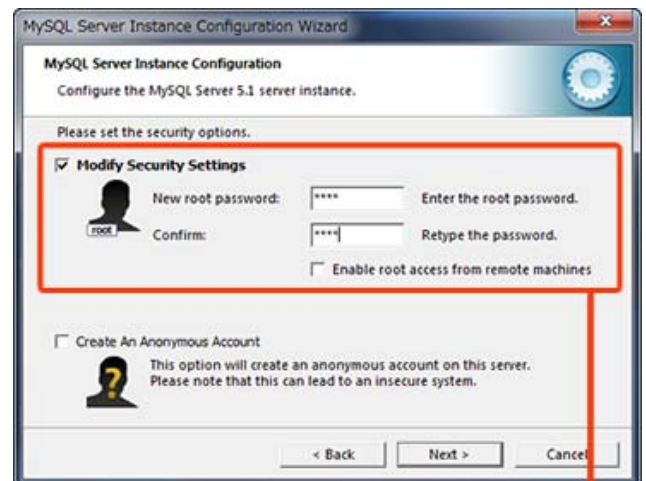 MySQL Server Instance Configuration Wizard
MySQL Server Instance Configuration
Configure the MySQL Server 5.1 server instance.
Please set the security options.
Modify Security Settings
New root password: **** Enter the root password.
root
Confirm: **** Retype the password.
Enable root access from remote machines
Create An Anonymous Account
This option will create an anonymous account on this server.
Please note that this can lead to an insecure system.
< Back Next > Cancel